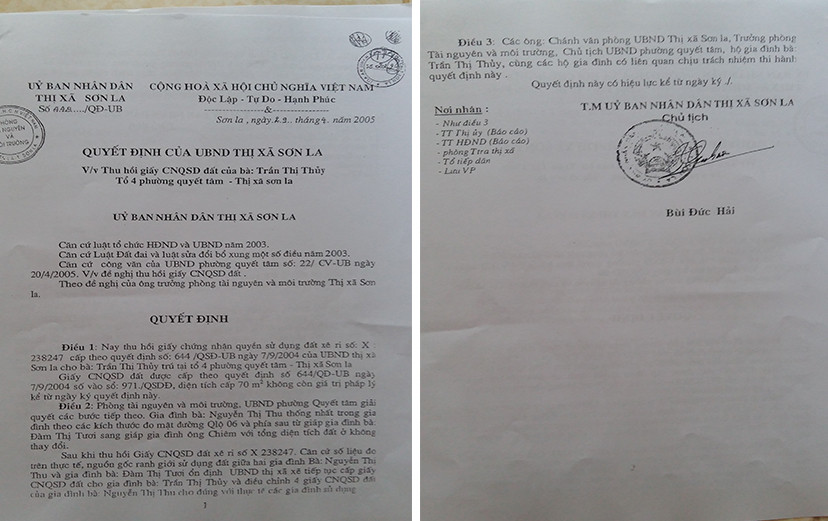 UỶ BAN NHÂN DÂN
THỊ XÃ SƠN LA
/QĐ-UB
CỘNG HOÀ XÃ HỘI CHỦ NGHĨA VIỆT NAM
Độc Lập - Tự Do - Hạnh Phúc
---------------&---------------
Sơn la , ngày tháng năm 2005
QUYẾT ĐỊNH CỦA UBND THỊ XÃ SƠN LA
V/v Thu hồi giấy CNQSD đất của bà: Trần Thị Thủy
Tổ 4 phường quyết tâm - Thị xã sơn la
UỶ BAN NHÂN DÂN THỊ XÃ SƠN LA
Căn cứ luật tổ chức HĐND và UBND năm 2003.
Căn cứ Luật Đất đai và luật sửa đổi bổ xung một số điều năm 2003.
Căn cứ công văn của UBND phường quyết tâm số: 22/ CV-UB ngày
20/4/2005. V/v đề nghị thu hồi giấy CNQSD đất .
Theo đề nghị của ông trưởng phòng tài nguyên và môi trường Thị xã Sơn
la.
QUYẾT ĐỊNH
Điều 1: Nay thu hồi giấy chứng nhận quyền sử dụng đất xê ri số: X :
238247 cấp theo quyết định số: 644 /QSĐ-UB ngày 7/9/2004 của UBND thị xã
Sơn la cho bà: Trần Thị Thủy trú tại tổ 4 phường quyết tâm - Thị xã Sơn la
Giấy CNQSD đất được cấp theo quyết định số 644/QĐ-UB ngày
7/9/2004 số vào sổ: 971./QSDĐ, diện tích cấp 70 m² không còn giá trị pháp lý
kể từ ngày ký quyết định này.
Điều 2: Phòng tài nguyên và môi trường, UBND phường Quyết tâm giải
quyết các bước tiếp theo. Gia đình bà: Nguyễn Thị Thu thống nhất trong gia
đình theo các kích thước đo mặt đường Qlộ 06 và phía sau từ giáp gia đình bà:
Đàm Thị Tươi sang giáp gia đình ông Chiêm với tổng diện tích đất ở không
thay đổi.
Sau khi thu hồi Giấy CNQSD đất xê ri số X 238247. Căn cứ số liệu đo
trên thực tế, nguồn gốc ranh giới sử dụng đất giữa hai gia đình Bà: Nguyễn Thị
Thu và gia đình bà: Đàm Thị Tươi ổn định UBND thị xã xẽ tiếp tục cấp giấy
CNQSD đất cho gia đình bà: Trần Thị Thủy và điều chỉnh 4 giấy CNQSD đất
của gia đình bà: Nguyễn Thị Thu cho đúng với thực tế các gia đình sử dụng
1
Điều 3: Các ông: Chánh văn phòng UBND Thị xã Sơn la, Trưởng phòng
Tài nguyên và môi trường, Chủ tịch UBND phường quyết tâm, hộ gia đình bà:
Trần Thị Thủy, cùng các hộ gia đình có liên quan chịu trách nhiệm thi hành
quyết định này .
Quyết định này có hiệu lực kể từ ngày ký ./.
Nơi nhận :
- Như điều 3
- TT Thị ủy (Báo cáo)
- TT HĐND (Báo cáo)
- phòng Ttra thị xã
- Tổ tiếp dân
- Lưu VP
T.M UỶ BAN NHÂN DÂN THỊ XÃ SƠN LA
Chủ tịch
Bùi Đức Hải